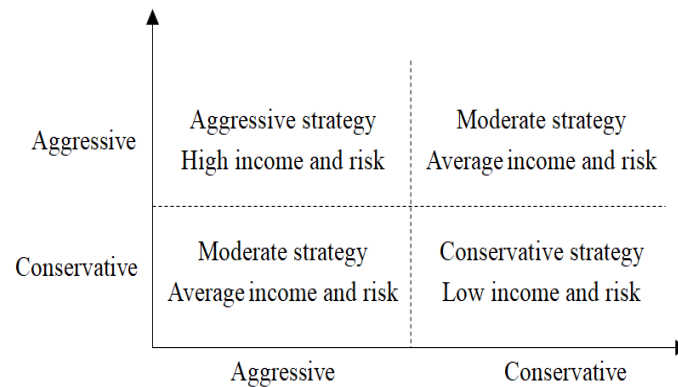 Aggressive
Aggressive strategy
High income and risk
Moderate strategy
Average income and risk
Conservative
Moderate strategy
Average income and risk
Conservative strategy
Low income and risk
Aggressive
Conservative